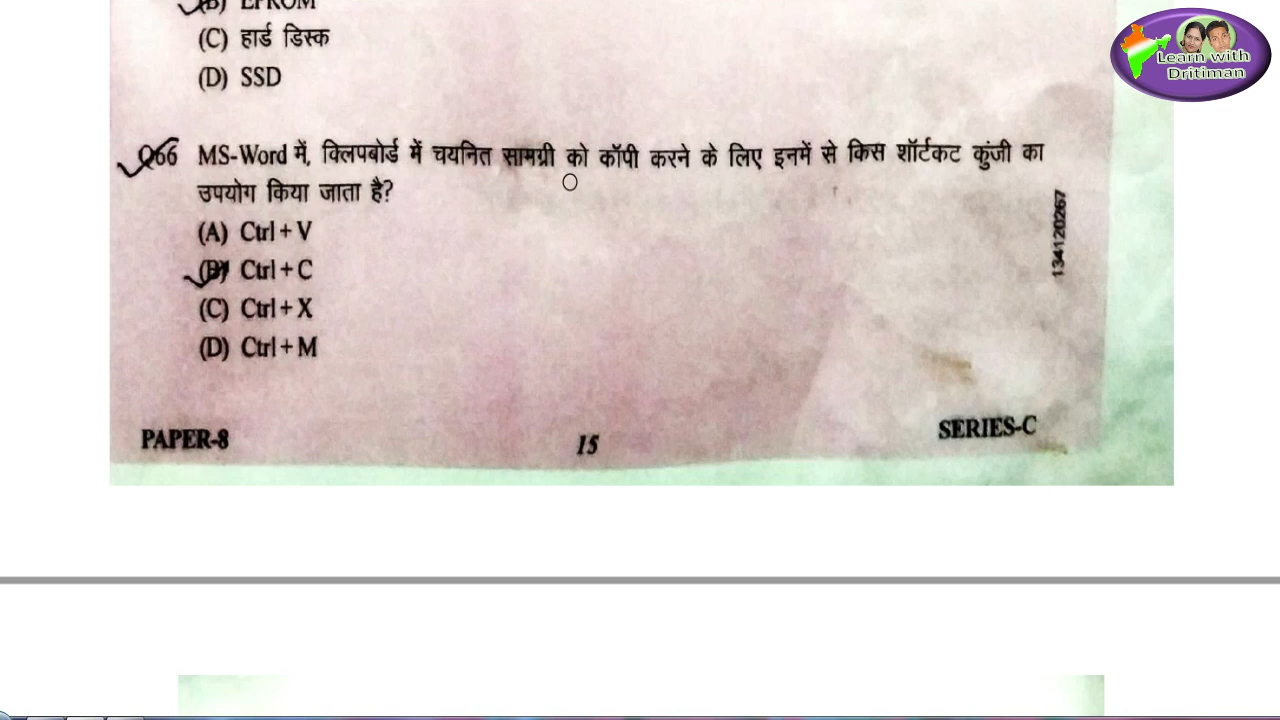 (B) EPROM
(C) हार्ड डिस्क
(D) SSD
Learn with
Dritiman
Q66 MS-Word में, क्लिपबोर्ड में चयनित सामग्री को कॉपी करने के लिए इनमें से किस शॉर्टकट कुंजी का
उपयोग किया जाता है?
(A) Ctrl + V
(B) Ctrl + C
(C) Ctrl + X
(D) Ctrl + M
134120267
PAPER-8
15
SERIES-C